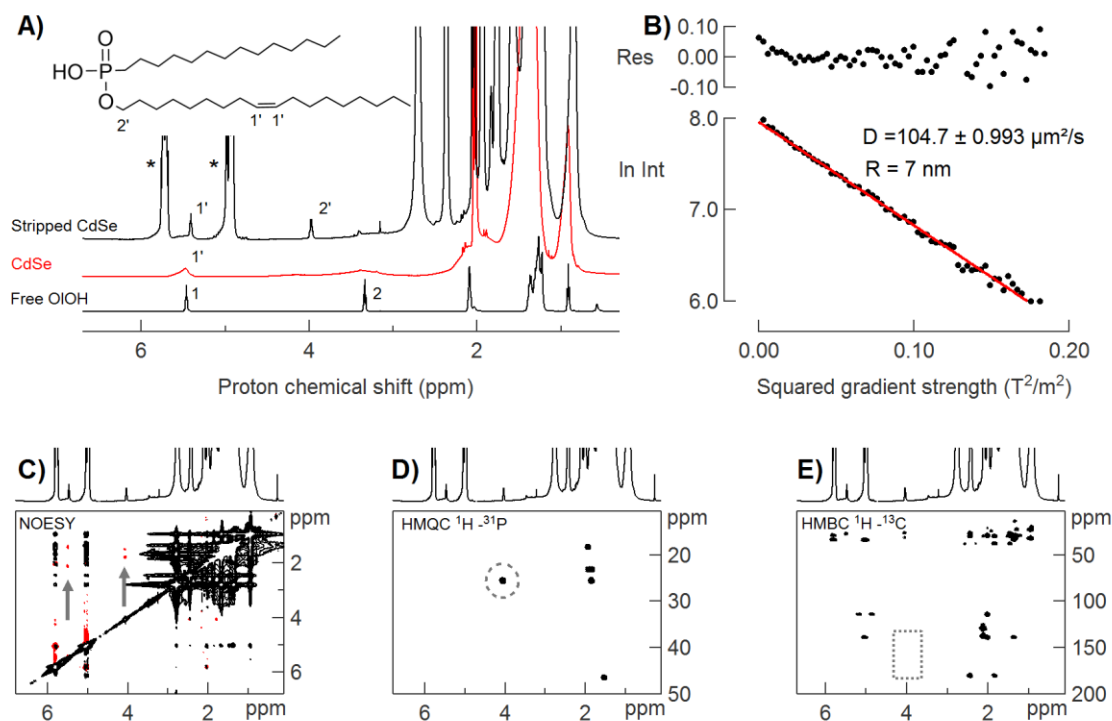 A)
O
HO P
O
2' 1' 1'
* *
1' 2'
Stripped CdSe
1'
CdSe
1 2
Free OlOH
6 4 2
Proton chemical shift (ppm)
B)
Res
0.10
0.00
-0.10
8.0
D =104.7 ± 0.993 µm²/s
ln Int
R = 7 nm
7.0
6.0
0.00 0.10 0.20
Squared gradient strength (T²/m²)
C)
ppm
NOESY
2
4
6
6 4 2 ppm
D)
ppm
HMQC ¹H -³¹P
20
30
40
50
6 4 2 ppm
E)
ppm
HMBC ¹H -¹³C
50
100
150
200
6 4 2 ppm